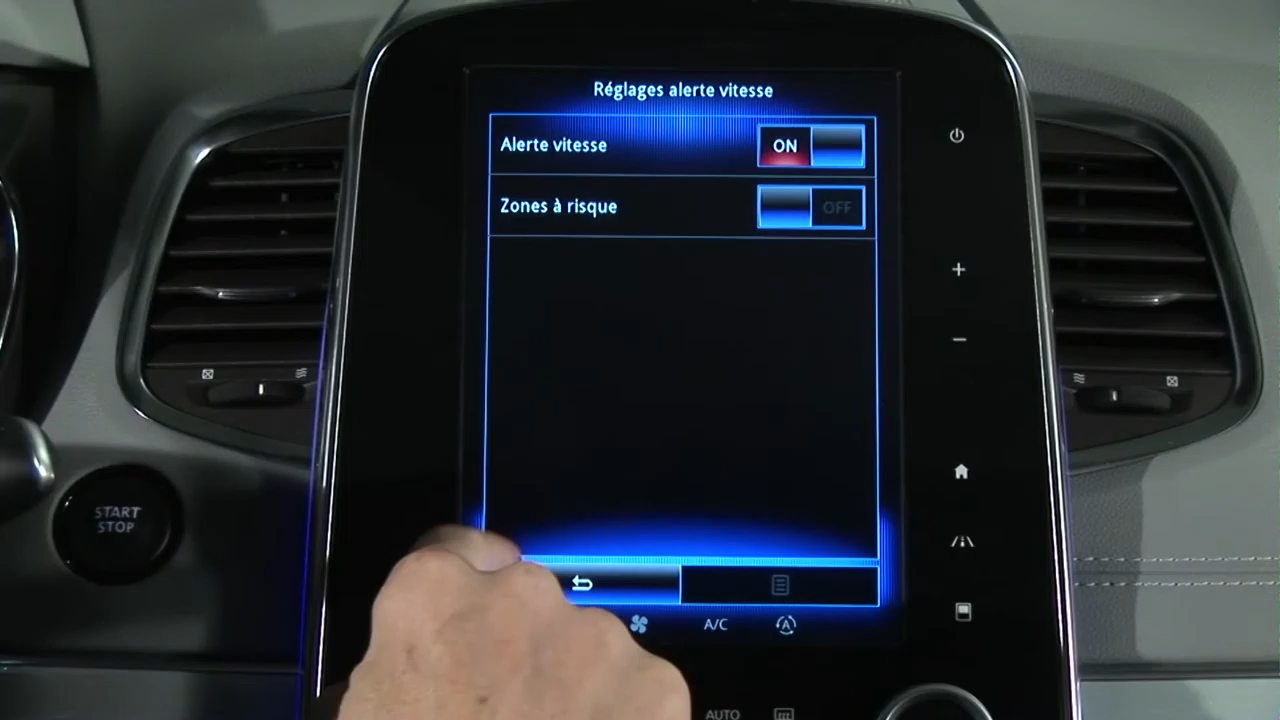 Réglages alerte vitesse
Alerte vitesse ON
Zones à risque OFF
START
STOP
A/C
A
AUTO